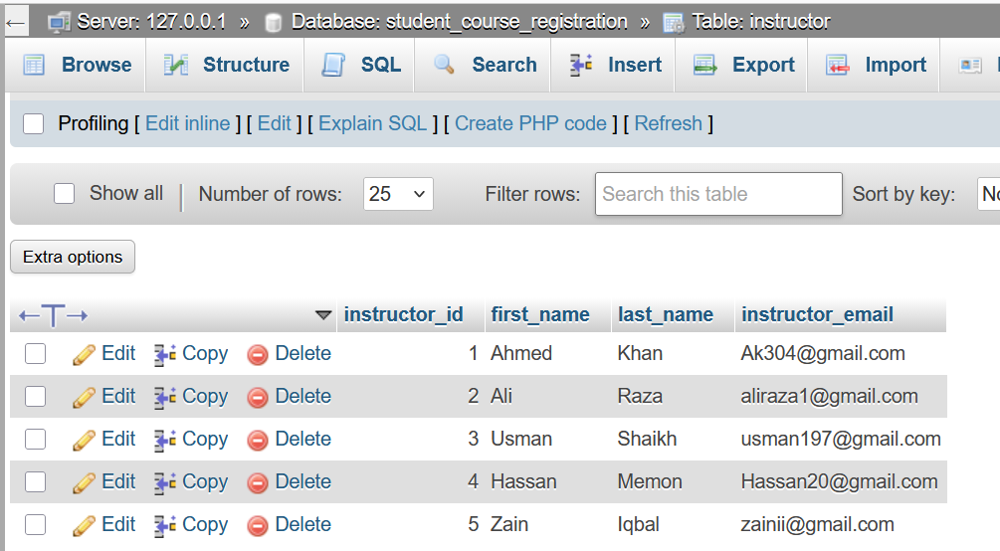 Server: 127.0.0.1 » Database: student_course_registration » Table: instructor
Browse Structure SQL Search Insert Export Import
Profiling [ Edit inline ] [ Edit ] [ Explain SQL ] [ Create PHP code ] [ Refresh ]
Show all | Number of rows: 25 Filter rows: Search this table Sort by key:
Extra options
←T→ instructor_id first_name last_name instructor_email
Edit Copy Delete 1 Ahmed Khan Ak304@gmail.com
Edit Copy Delete 2 Ali Raza aliraza1@gmail.com
Edit Copy Delete 3 Usman Shaikh usman197@gmail.com
Edit Copy Delete 4 Hassan Memon Hassan20@gmail.com
Edit Copy Delete 5 Zain Iqbal zainii@gmail.com